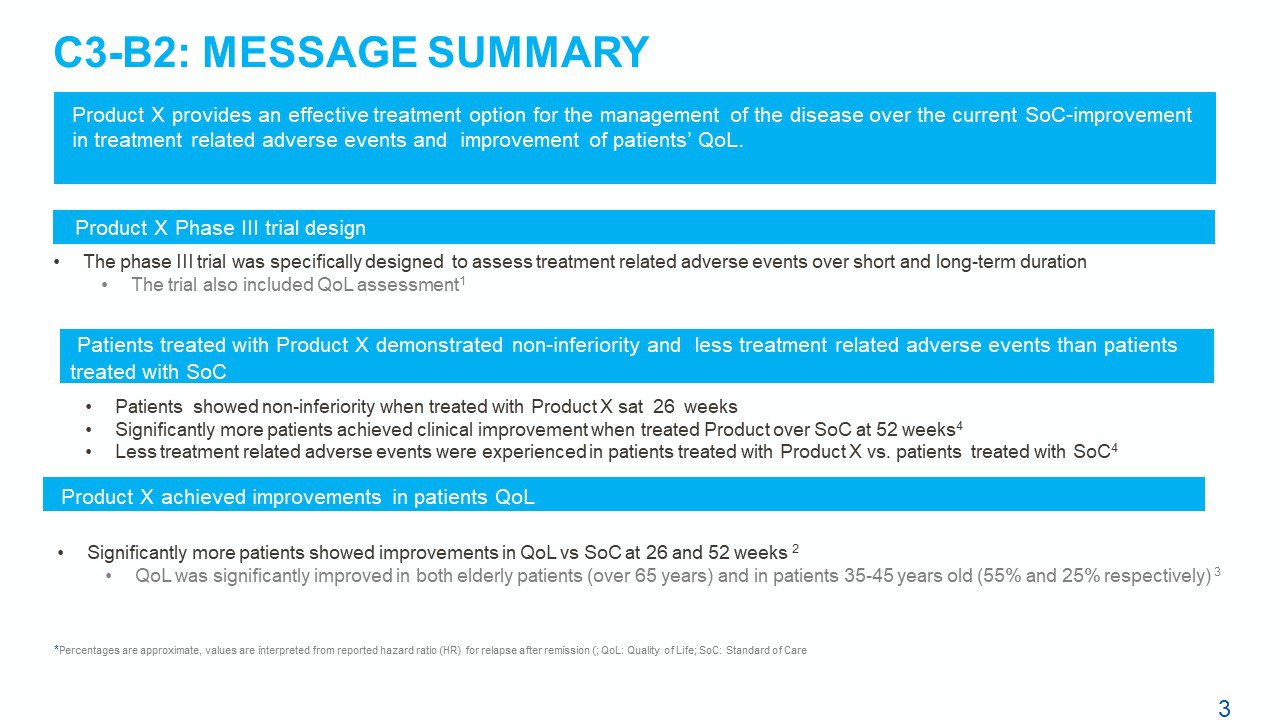 C3-B2: MESSAGE SUMMARY
Product X provides an effective treatment option for the management of the disease over the current SoC-improvement
in treatment related adverse events and improvement of patients’ QoL.
Product X Phase III trial design
• The phase III trial was specifically designed to assess treatment related adverse events over short and long-term duration
• The trial also included QoL assessment¹
Patients treated with Product X demonstrated non-inferiority and less treatment related adverse events than patients
treated with SoC
• Patients showed non-inferiority when treated with Product X sat 26 weeks
• Significantly more patients achieved clinical improvement when treated Product over SoC at 52 weeks⁴
• Less treatment related adverse events were experienced in patients treated with Product X vs. patients treated with SoC⁴
Product X achieved improvements in patients QoL
• Significantly more patients showed improvements in QoL vs SoC at 26 and 52 weeks ²
• QoL was significantly improved in both elderly patients (over 65 years) and in patients 35-45 years old (55% and 25% respectively) ³
*Percentages are approximate, values are interpreted from reported hazard ratio (HR) for relapse after remission (; QoL: Quality of Life; SoC: Standard of Care
3